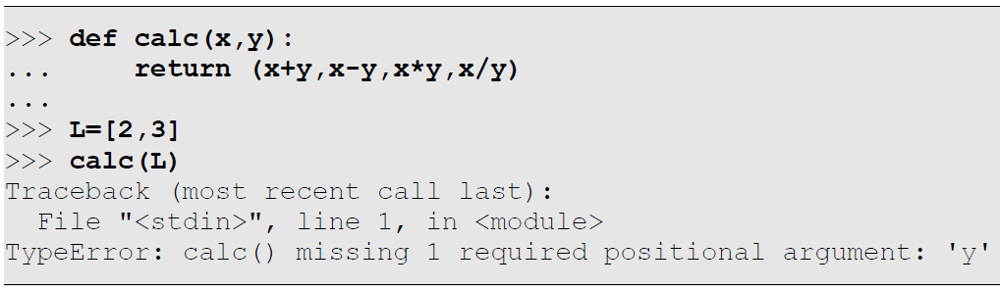 >>> def calc(x,y):
...     return (x+y,x-y,x*y,x/y)
...
>>> L=[2,3]
>>> calc(L)
Traceback (most recent call last):
  File "<stdin>", line 1, in <module>
TypeError: calc() missing 1 required positional argument: 'y'